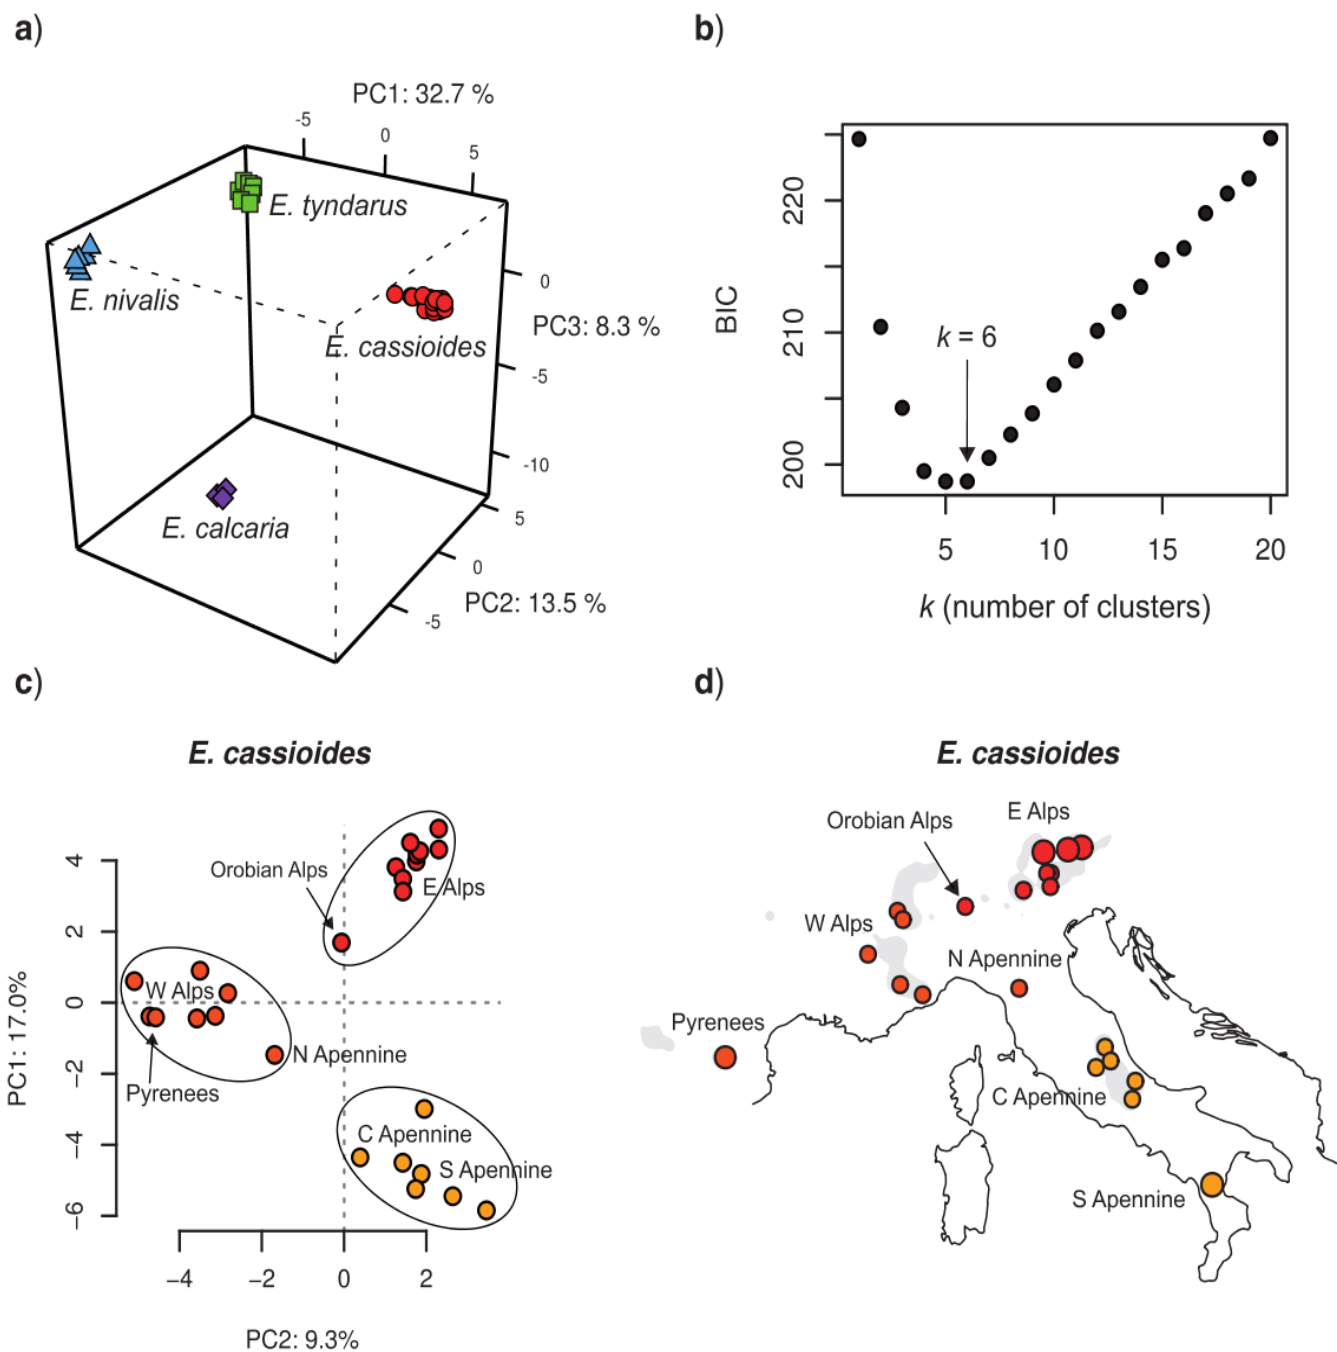 a)
PC1: 32.7 %
-5
0
5
E. tyndarus
E. nivalis
0
PC3: 8.3 %
E. cassioides
-5
-10
E. calcaria
5
0
PC2: 13.5 %
-5
b)
220
BIC
k = 6
210
200
5 10 15 20
k (number of clusters)
c)
E. cassioides
4
Orobian Alps
E Alps
2
W Alps
0
N Apennine
−2
Pyrenees
C Apennine
−4
S Apennine
−6
PC1: 17.0%
−4 −2 0 2
PC2: 9.3%
d)
E. cassioides
E Alps
Orobian Alps
W Alps
N Apennine
Pyrenees
C Apennine
S Apennine